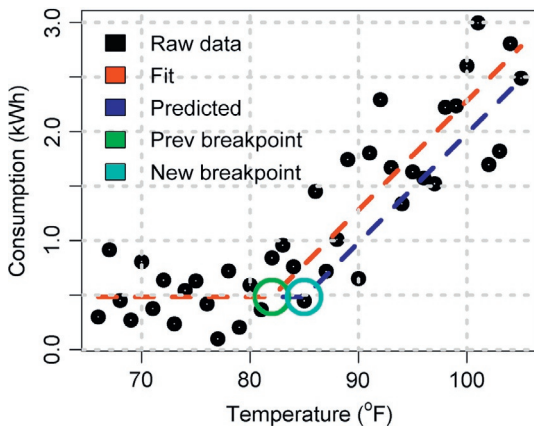 3.0
2.0
1.0
0.0
Consumption (kWh)
Raw data
Fit
Predicted
Prev breakpoint
New breakpoint
70 80 90 100
Temperature (°F)